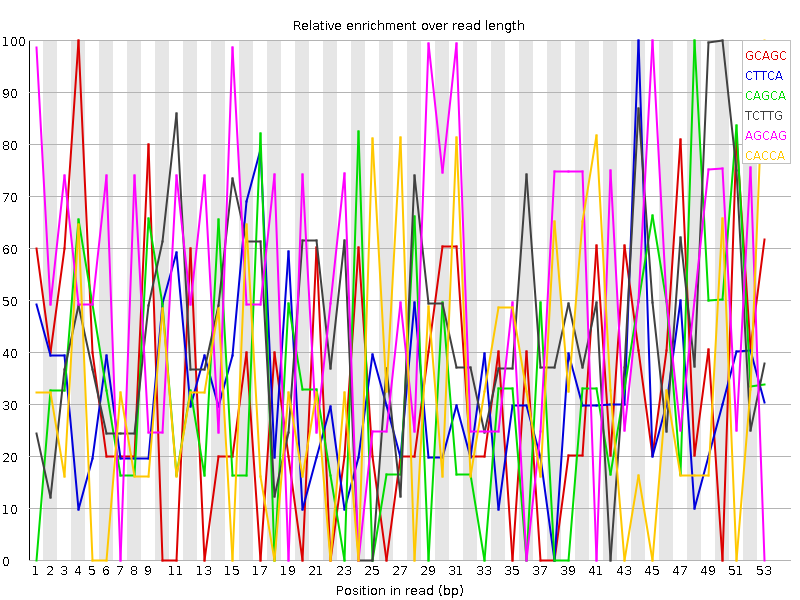 Relative enrichment over read length
100
90
80
70
60
50
40
30
20
10
0
GCAGC
CTTCA
CAGCA
TCTTG
AGCAG
CACCA
1 2 3 4 5 6 7 8 9 11 13 15 17 19 21 23 25 27 29 31 33 35 37 39 41 43 45 47 49 51 53
Position in read (bp)